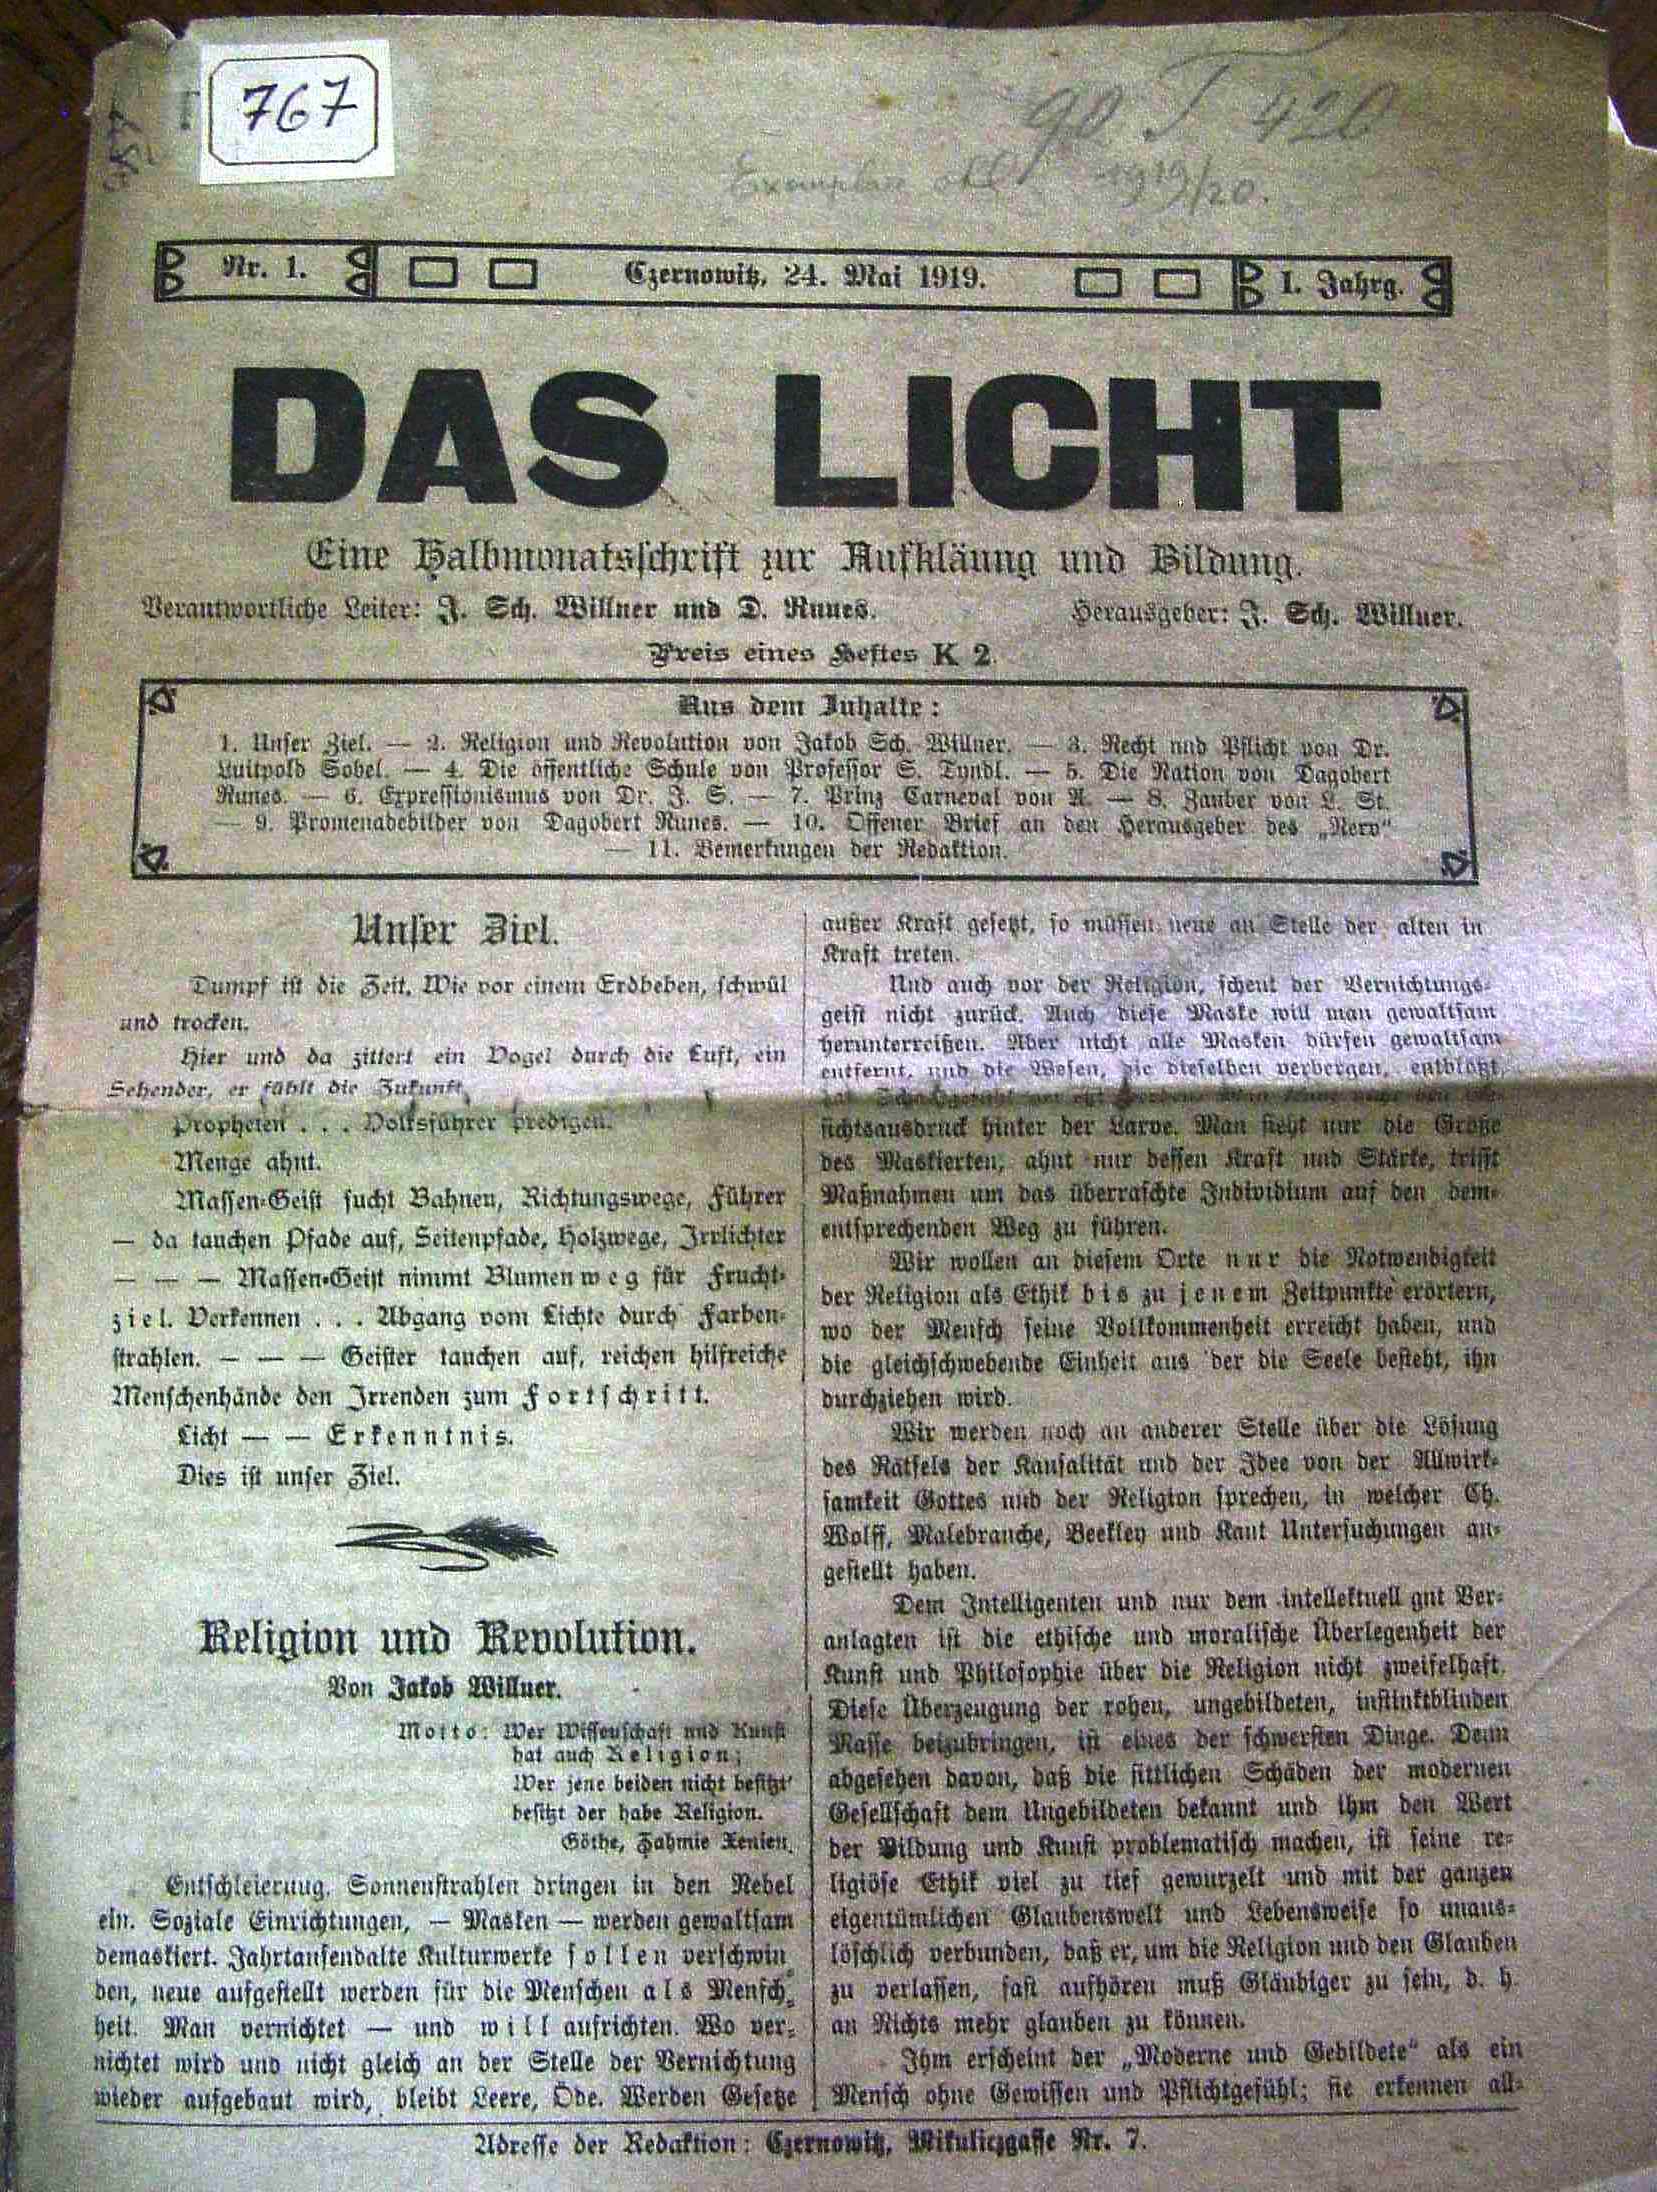 767
90 T 420
1919/20.
Nr. 1.
Czernowitz, 24. Mai 1919.
I. Jahrg.
DAS LICHT
Eine Halbmonatsschrift zur Aufkläung und Bildung.
Verantwortliche Leiter: J. Sch. Willner und D. Runes.
Herausgeber: J. Sch. Willner.
Preis eines Heftes K 2.
Aus dem Inhalte:
1. Unser Ziel. — 2. Religion und Revolution von Jakob Sch. Willner. — 3. Recht und Pflicht von Dr.
Luitpold Sobel. — 4. Die öffentliche Schule von Professor S. Tyndl. — 5. Die Nation von Dagobert
Runes. — 6. Expressionismus von Dr. J. S. — 7. Prinz Carneval von A. — 8. Zauber von L. St.
— 9. Promenadebilder von Dagobert Runes. — 10. Offener Brief an den Herausgeber des „Nerv"
— 11. Bemerkungen der Redaktion.
Unser Ziel.
Dumpf ist die Zeit. Wie vor einem Erdbeben, schwül
und trocken.
Hier und da zittert ein Vogel durch die Luft, ein
Sehender, er fühlt die Zukunft.
Propheten . . . Volksführer predigen.
Menge ahnt.
Massen-Geist sucht Bahnen, Richtungswege, Führer
— da tauchen Pfade auf, Seitenpfade, Holzwege, Irrlichter
— — — Massen-Geist nimmt Blumenweg für Frucht-
ziel. Verkennen . . . Abgang vom Lichte durch Farben-
strahlen. — — — Geister tauchen auf, reichen hilfreiche
Menschenhände den Irrenden zum Fortschritt.
Licht — — Erkenntnis.
Dies ist unser Ziel.
Religion und Revolution.
Von Jakob Willner.
Motto: Wer Wissenschaft und Kunst
hat auch Religion;
Wer jene beiden nicht besitzt'
besitzt der habe Religion.
Göthe, Zahmie Xenien.
Entschleierung. Sonnenstrahlen dringen in den Nebel
ein. Soziale Einrichtungen, — Masken — werden gewaltsam
demaskiert. Jahrtausendalte Kulturwerke sollen verschwin
den, neue aufgestellt werden für die Menschen als Mensch-
heit. Man vernichtet — und will aufrichten. Wo ver-
nichtet wird und nicht gleich an der Stelle der Vernichtung
wieder aufgebaut wird, bleibt Leere, Öde. Werden Gesetze
außer Kraft gesetzt, so müssen neue an Stelle der alten in
Kraft treten.
Und auch vor der Religion, scheut der Vernichtungs-
geist nicht zurück. Auch diese Maske will man gewaltsam
herunterreißen. Aber nicht alle Masken dürfen gewaltsam
entfernt, und die Wesen, die dieselben verbergen, entblößt
sichtsausdruck hinter der Larve. Man sieht nur die Größe
des Maskierten, ahnt nur dessen Kraft und Stärke, trifft
Maßnahmen um das überraschte Individium auf den dem-
entsprechenden Weg zu führen.
Wir wollen an diesem Orte nur die Notwendigkeit
der Religion als Ethik bis zu jenem Zeitpunkte erörtern,
wo der Mensch seine Vollkommenheit erreicht haben, und
die gleichschwebende Einheit aus der die Seele besteht, ihn
durchziehen wird.
Wir werden noch an anderer Stelle über die Lösung
des Rätsels der Kausalität und der Idee von der Allwirk-
samkeit Gottes und der Religion sprechen, in welcher Ch.
Wolff, Malebranche, Beekley und Kant Untersuchungen an-
gestellt haben.
Dem Intelligenten und nur dem intellektuell gut Ver-
anlagten ist die ethische und moralische Überlegenheit der
Kunst und Philosophie über die Religion nicht zweifelhaft.
Diese Überzeugung der rohen, ungebildeten, instinktblinden
Masse beizubringen, ist eines der schwersten Dinge. Denn
abgesehen davon, daß die sittlichen Schäden der modernen
Gesellschaft dem Ungebildeten bekannt und ihm den Wert
der Bildung und Kunst problematisch machen, ist seine re-
ligiöse Ethik viel zu tief gewurzelt und mit der ganzen
eigentümlichen Glaubenswelt und Lebensweise so unaus-
löschlich verbunden, daß er, um die Religion und den Glauben
zu verlassen, fast aufhören muß Gläubiger zu sein, d. h.
an Nichts mehr glauben zu können.
Ihm erscheint der „Moderne und Gebildete" als ein
Mensch ohne Gewissen und Pflichtgefühl; sie erkennen all-
Adresse der Redaktion: Czernowitz, Mikuliczgasse Nr. 7.